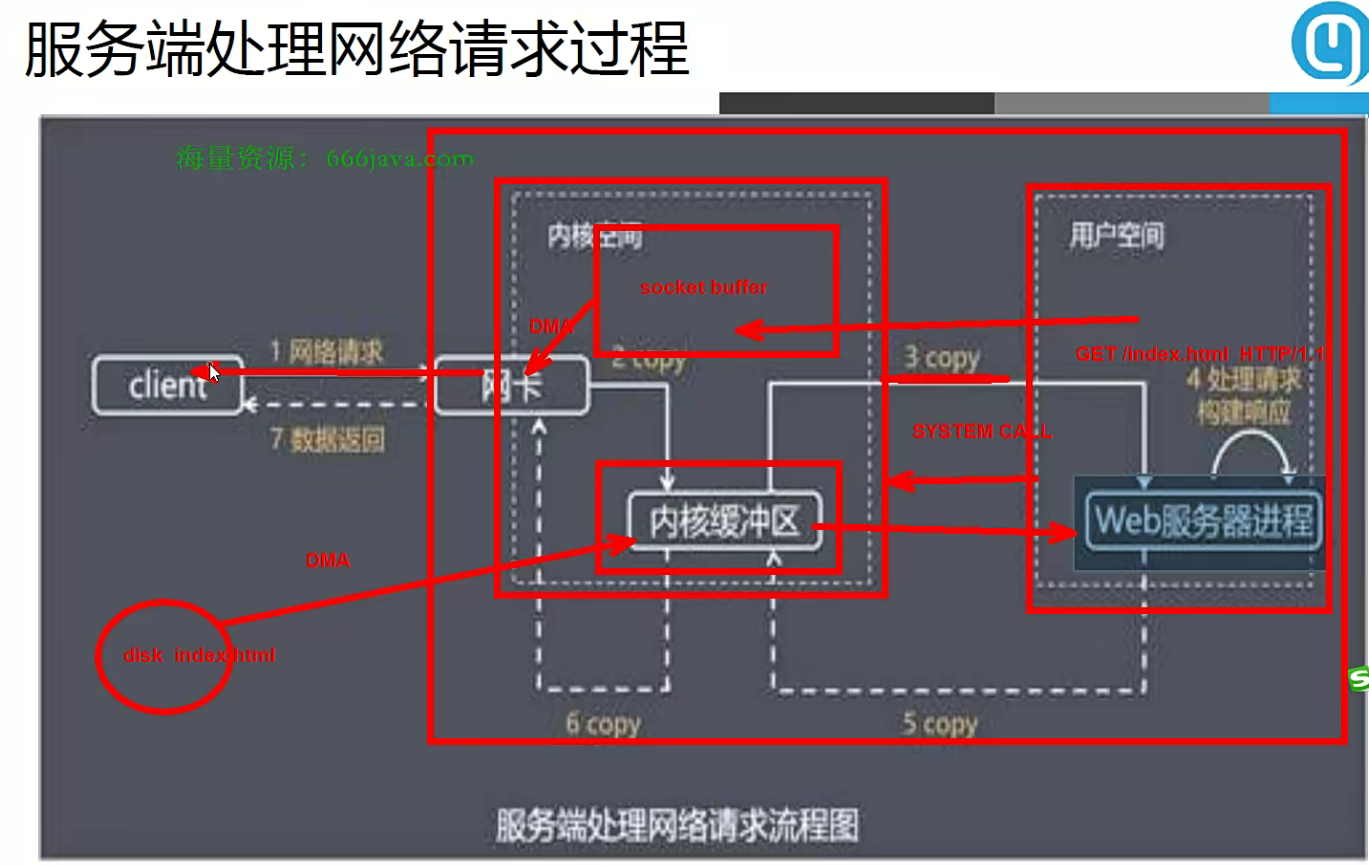 服务端处理网络请求过程
海量资源：666java.com
内核空间
用户空间
socket buffer
DMA
1 网络请求
2 copy
3 copy
GET /index.html HTTP/1.1
client
网卡
4 处理请求
构建响应
7 数据返回
SYSTEM CALL
内核缓冲区
Web服务器进程
DMA
disk index.html
6 copy
5 copy
服务端处理网络请求流程图